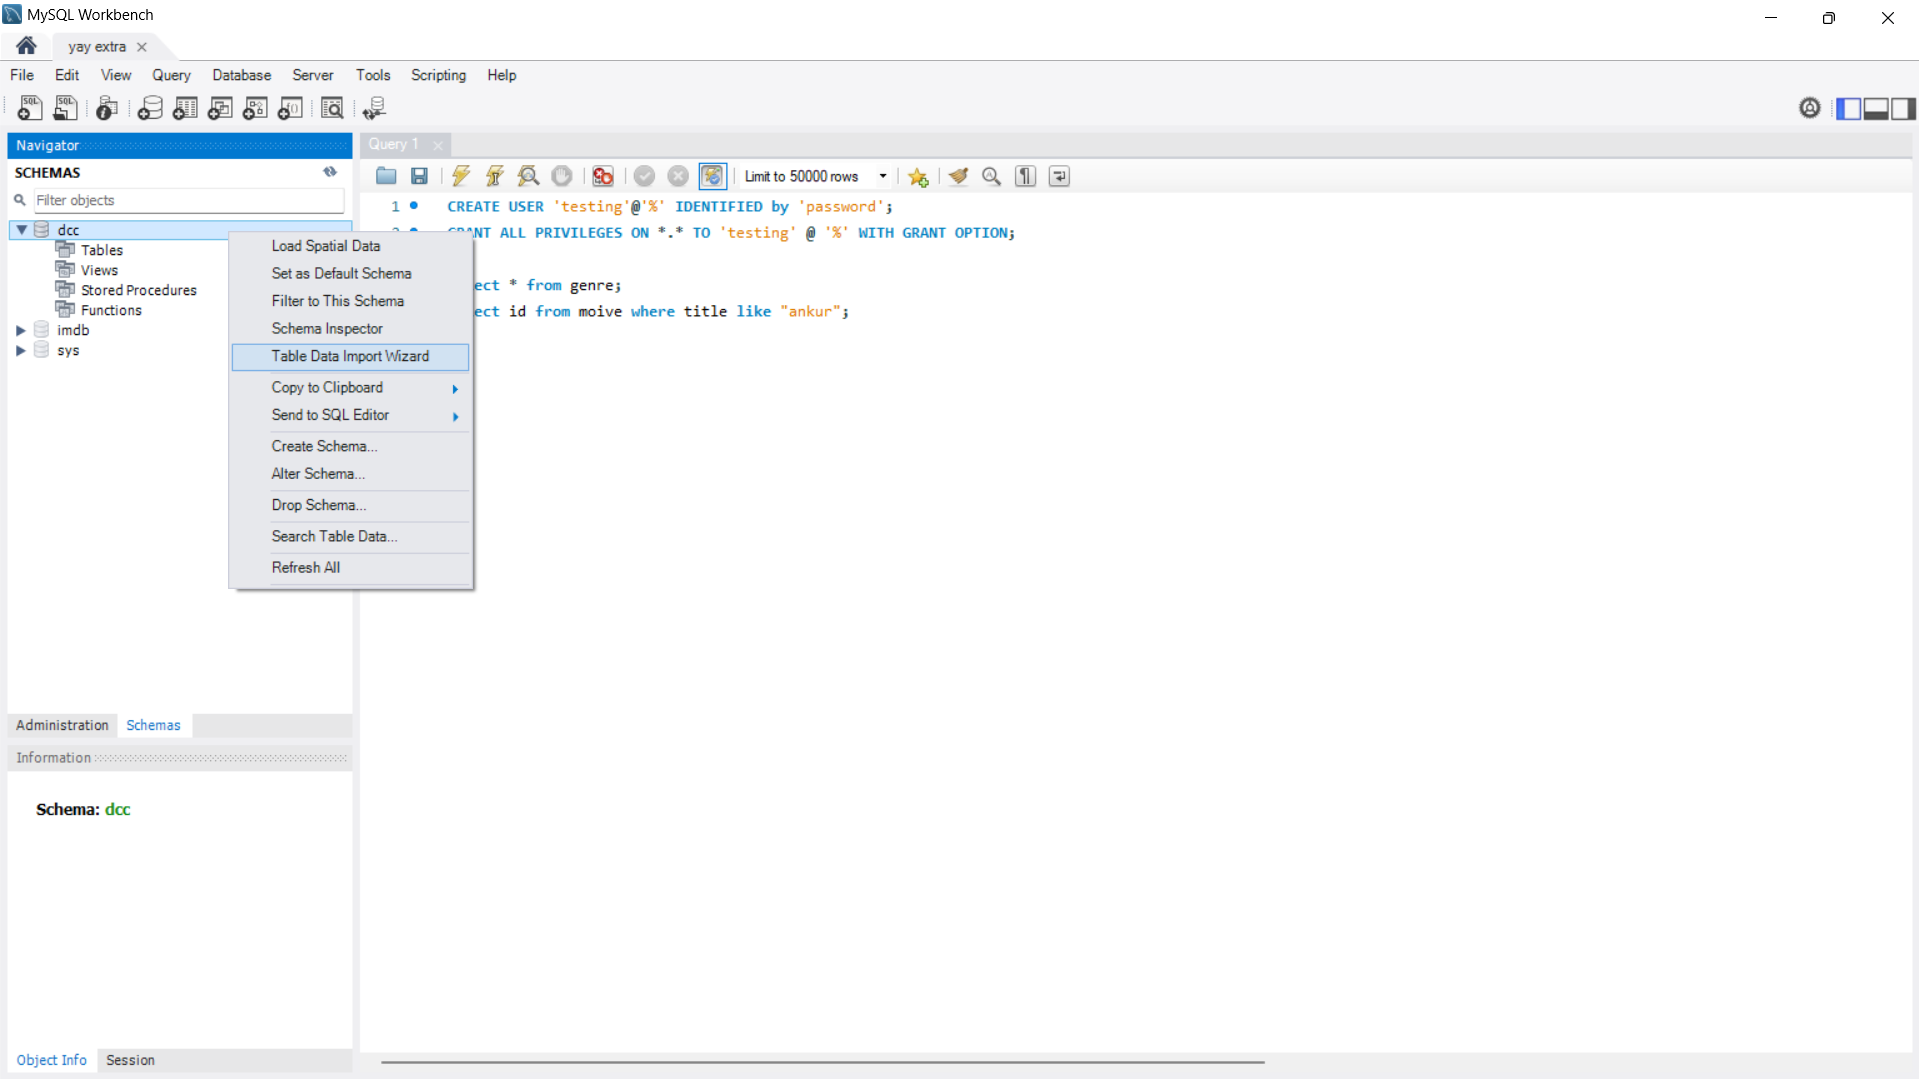 MySQL Workbench
yay extra
File Edit View Query Database Server Tools Scripting Help
Navigator
SCHEMAS
Filter objects
dcc
Tables
Views
Stored Procedures
Functions
imdb
sys
Load Spatial Data
Set as Default Schema
Filter to This Schema
Schema Inspector
Table Data Import Wizard
Copy to Clipboard
Send to SQL Editor
Create Schema...
Alter Schema...
Drop Schema...
Search Table Data...
Refresh All
Administration Schemas
Information
Schema: dcc
Object Info Session
Query 1
Limit to 50000 rows
1 CREATE USER 'testing'@'%' IDENTIFIED by 'password';
ANT ALL PRIVILEGES ON *.* TO 'testing' @ '%' WITH GRANT OPTION;
ect * from genre;
ect id from moive where title like "ankur";